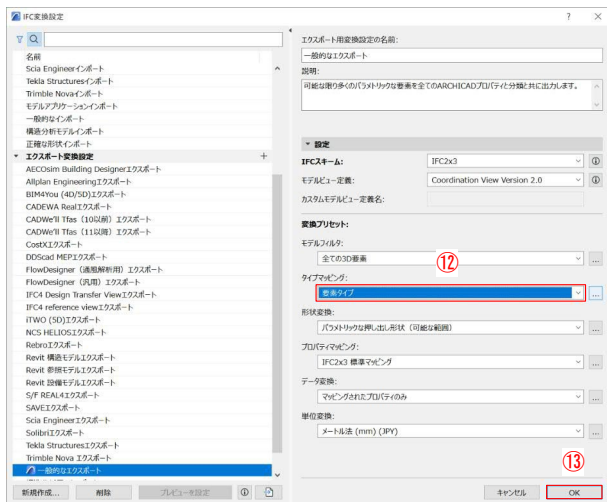 IFC変換設定
? ×
名前
Scia Engineerインポート
Tekla Structuresインポート
Trimble Novaインポート
モデルアプリケーションインポート
一般的なインポート
構造分析モデルインポート
正確な形状インポート
エクスポート変換設定 +
AECOsim Building Designerエクスポート
Allplan Engineeringエクスポート
BIM4You (4D/5D)エクスポート
CADEWA Realエクスポート
CADWe'll Tfas（10以前）エクスポート
CADWe'll Tfas（11以降）エクスポート
CostXエクスポート
DDScad MEPエクスポート
FlowDesigner（通風解析用）エクスポート
FlowDesigner（汎用）エクスポート
IFC4 Design Transfer Viewエクスポート
IFC4 reference viewエクスポート
iTWO (5D)エクスポート
NCS HELIOSエクスポート
Rebroエクスポート
Revit 構造モデルエクスポート
Revit 参照モデルエクスポート
Revit 設備モデルエクスポート
S/F REAL4エクスポート
SAVEエクスポート
Scia Engineerエクスポート
Solibriエクスポート
Tekla Structuresエクスポート
Trimble Nova エクスポート
一般的なエクスポート
新規作成...
削除
プレビューを設定
エクスポート用変換設定の名前:
一般的なエクスポート
説明:
可能な限り多くのパラメトリックな要素を全てのARCHICADプロパティと分類と共に出力します。
設定
IFCスキーム: IFC2x3
モデルビュー定義: Coordination View Version 2.0
カスタムモデルビュー定義名:
変換プリセット:
モデルフィルタ:
全ての3D要素 ...
⑫
タイプマッピング:
要素タイプ ...
形状変換:
パラメトリックな押し出し形状（可能な範囲） ...
プロパティマッピング:
IFC2x3 標準マッピング ...
データ変換:
マッピングされたプロパティのみ ...
単位変換:
メートル法 (mm) (JPY) ...
⑬
キャンセル
OK